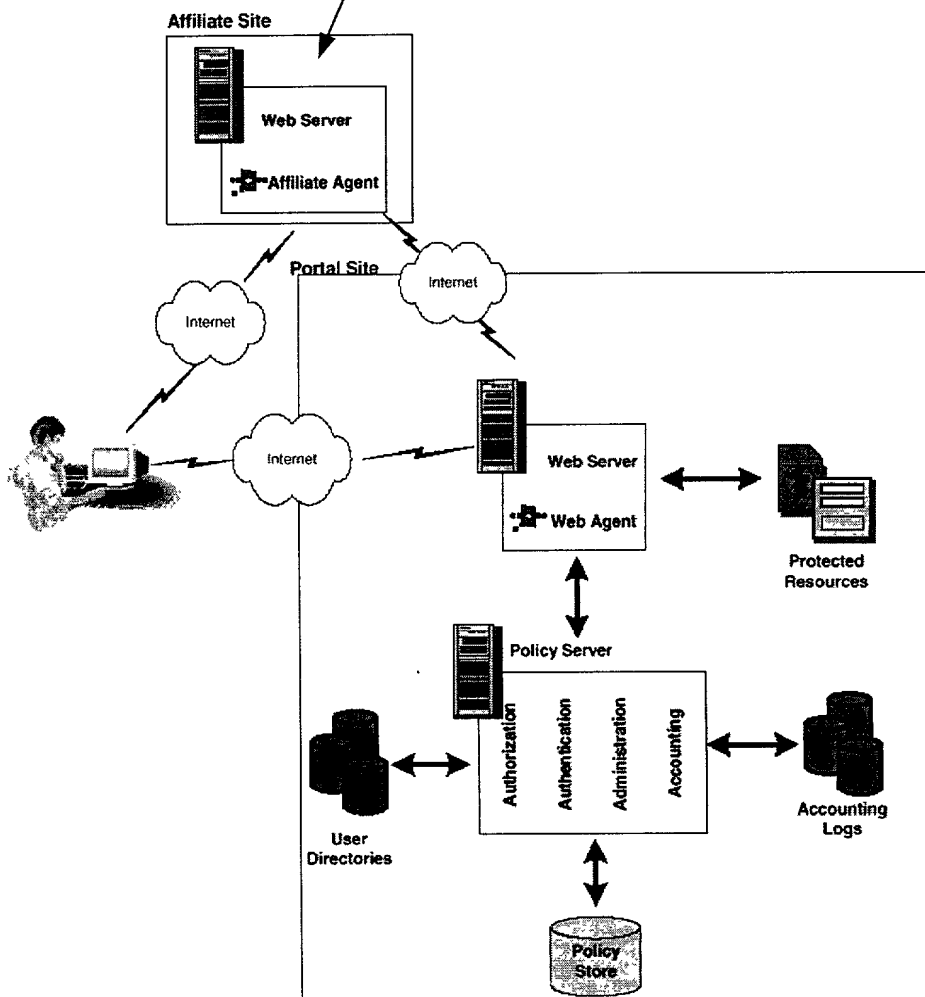 Affiliate Site
Web Server
Affiliate Agent
Portal Site
Internet
Internet
Internet
Web Server
Web Agent
Protected
Resources
Policy Server
Authorization
Authentication
Administration
Accounting
User
Directories
Accounting
Logs
Policy
Store